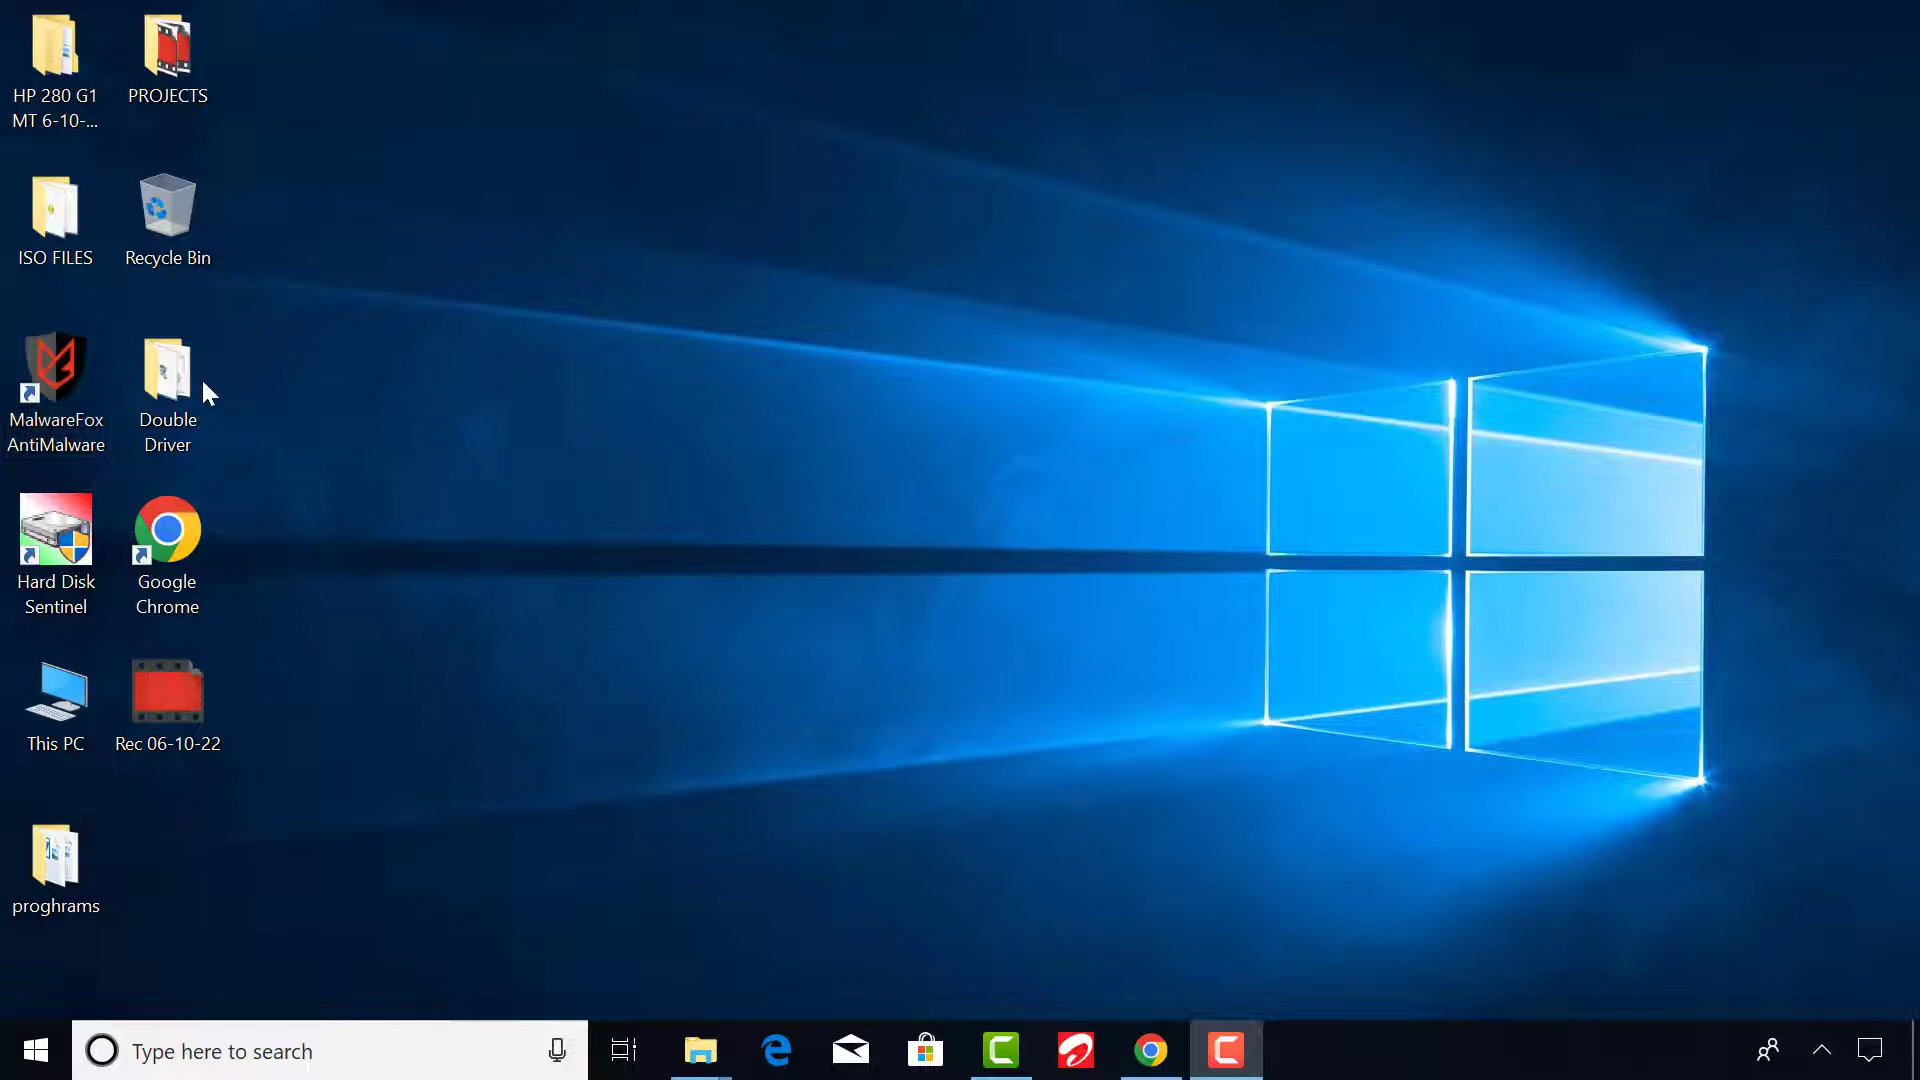 HP 280 G1
MT 6-10-...
PROJECTS
ISO FILES
Recycle Bin
MalwareFox
AntiMalware
Double
Driver
Hard Disk
Sentinel
Google
Chrome
This PC
Rec 06-10-22
proghrams
Type here to search